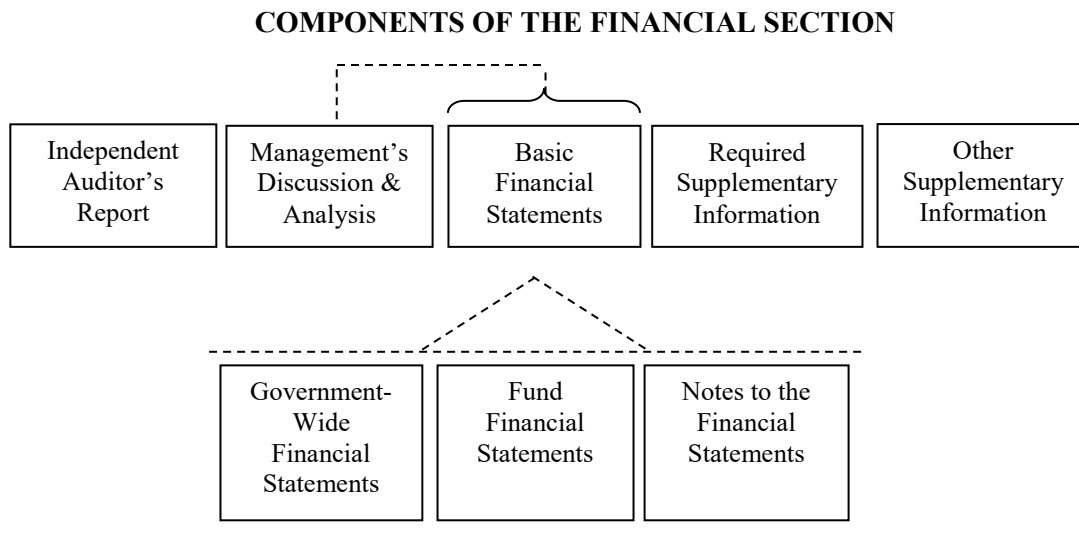 COMPONENTS OF THE FINANCIAL SECTION
Independent
Auditor’s
Report
Management’s
Discussion &
Analysis
Basic
Financial
Statements
Required
Supplementary
Information
Other
Supplementary
Information
Government-
Wide
Financial
Statements
Fund
Financial
Statements
Notes to the
Financial
Statements